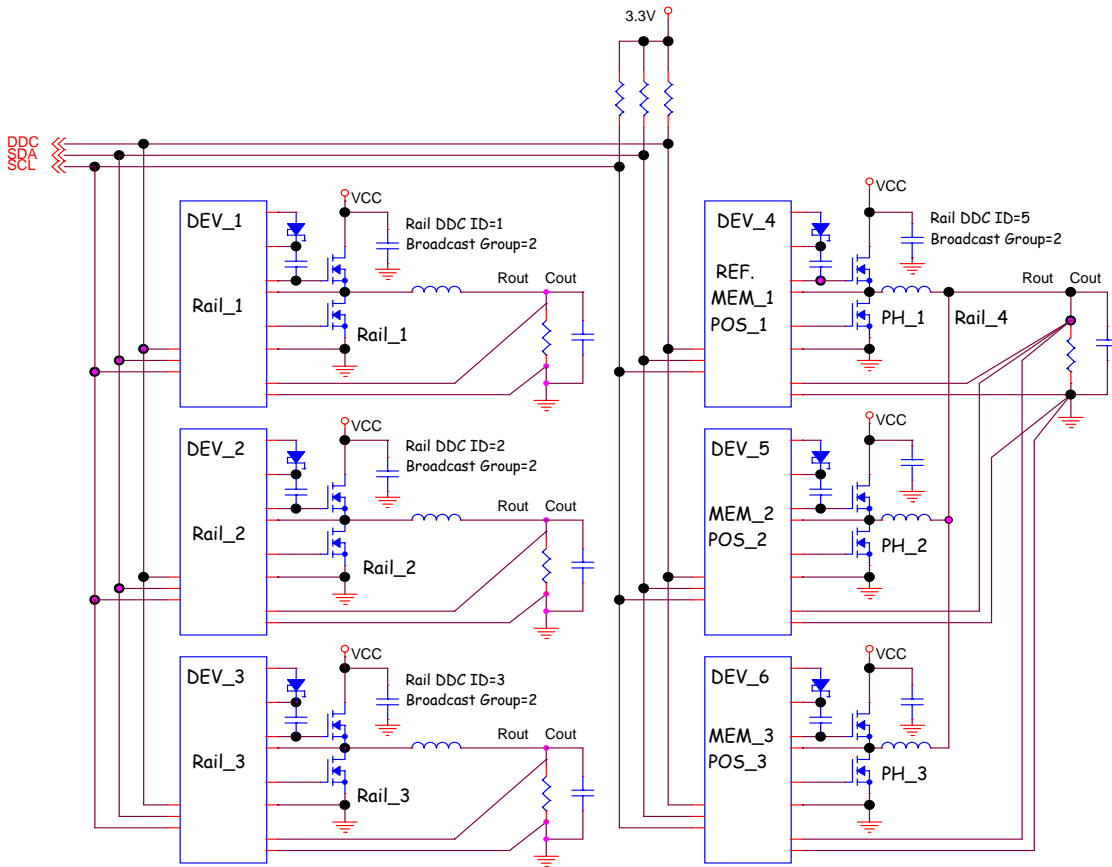 3.3V
DDC
SDA
SCL
VCC
DEV_1
Rail DDC ID=1
Broadcast Group=2
Rail_1
Rout Cout
Rail_1
VCC
DEV_4
Rail DDC ID=5
Broadcast Group=2
REF.
MEM_1
POS_1
Rout Cout
PH_1 Rail_4
VCC
DEV_2
Rail DDC ID=2
Broadcast Group=2
Rail_2
Rout Cout
Rail_2
VCC
DEV_5
MEM_2
POS_2
PH_2
VCC
DEV_3
Rail DDC ID=3
Broadcast Group=2
Rail_3
Rout Cout
Rail_3
VCC
DEV_6
MEM_3
POS_3
PH_3